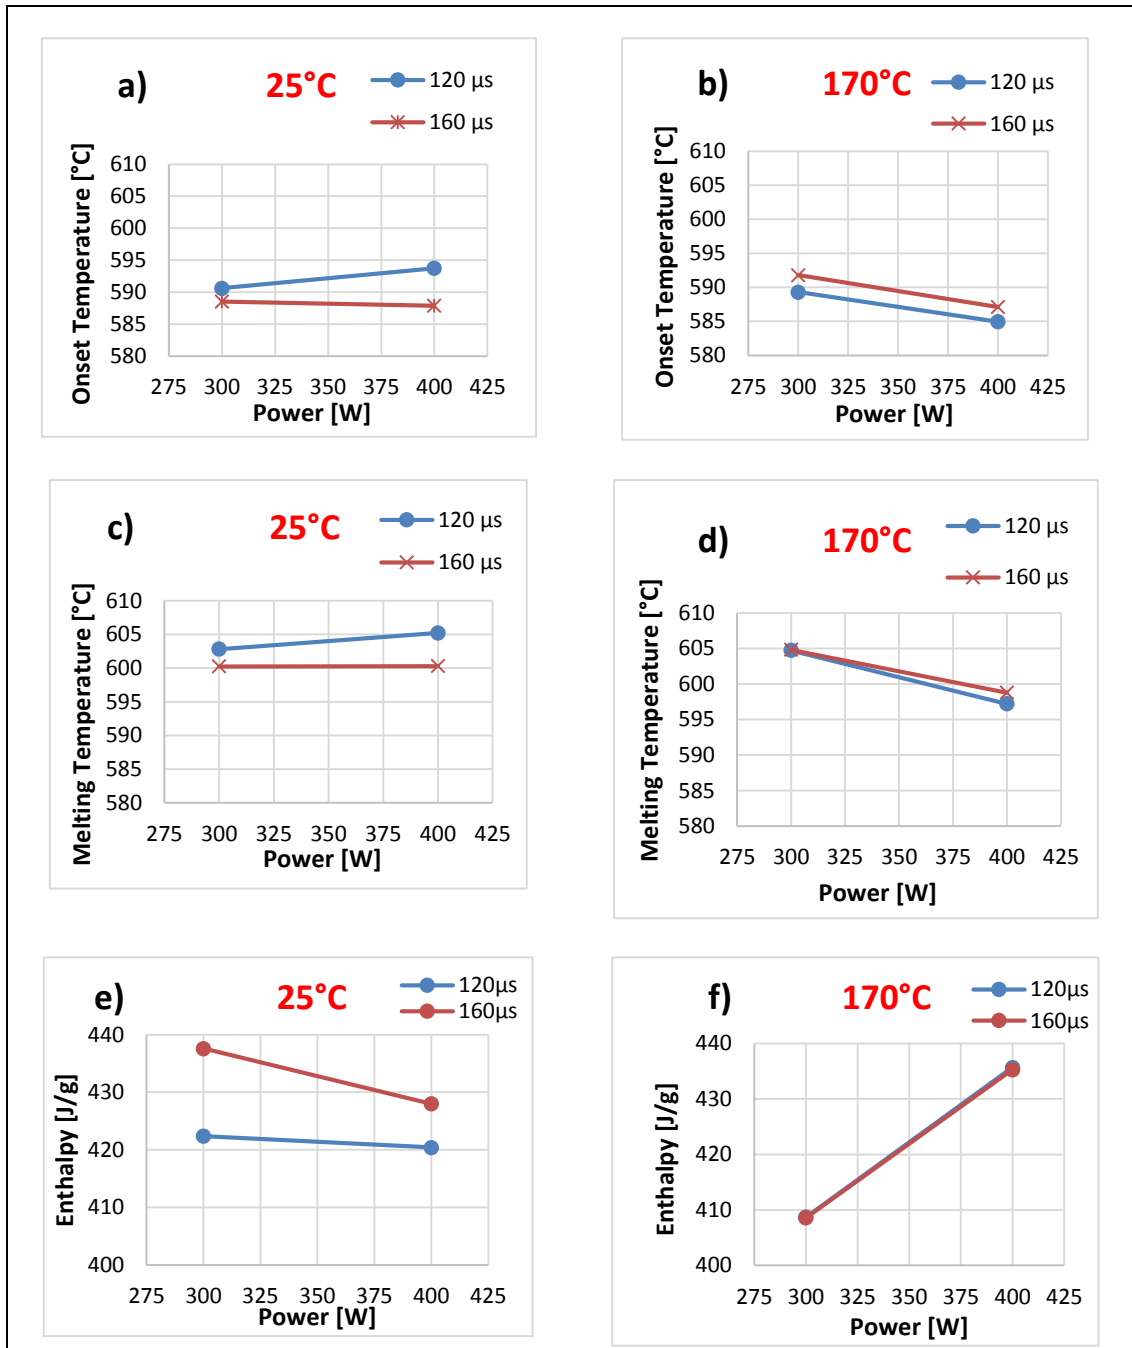 a)
25°C
120 µs
160 µs
Onset Temperature [°C]
610
605
600
595
590
585
580
275 300 325 350 375 400 425
Power [W]
b)
170°C
120 µs
160 µs
Onset Temperature [°C]
610
605
600
595
590
585
580
275 300 325 350 375 400 425
Power [W]
c)
25°C
120 µs
160 µs
Melting Temperature [°C]
610
605
600
595
590
585
580
275 300 325 350 375 400 425
Power [W]
d)
170°C
120 µs
160 µs
Melting Temperature [°C]
610
605
600
595
590
585
580
275 300 325 350 375 400 425
Power [W]
e)
25°C
120µs
160µs
Enthalpy [J/g]
440
430
420
410
400
275 300 325 350 375 400 425
Power [W]
f)
170°C
120µs
160µs
Enthalpy [J/g]
440
430
420
410
400
275 300 325 350 375 400 425
Power [W]